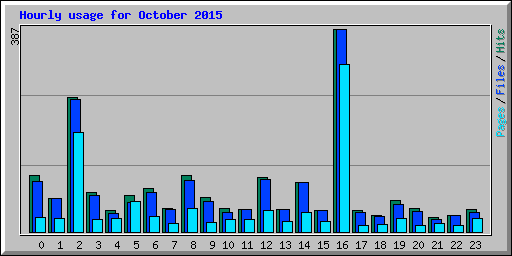 Hourly usage for October 2015
387
Pages/Files/Hits
0 1 2 3 4 5 6 7 8 9 10 11 12 13 14 15 16 17 18 19 20 21 22 23